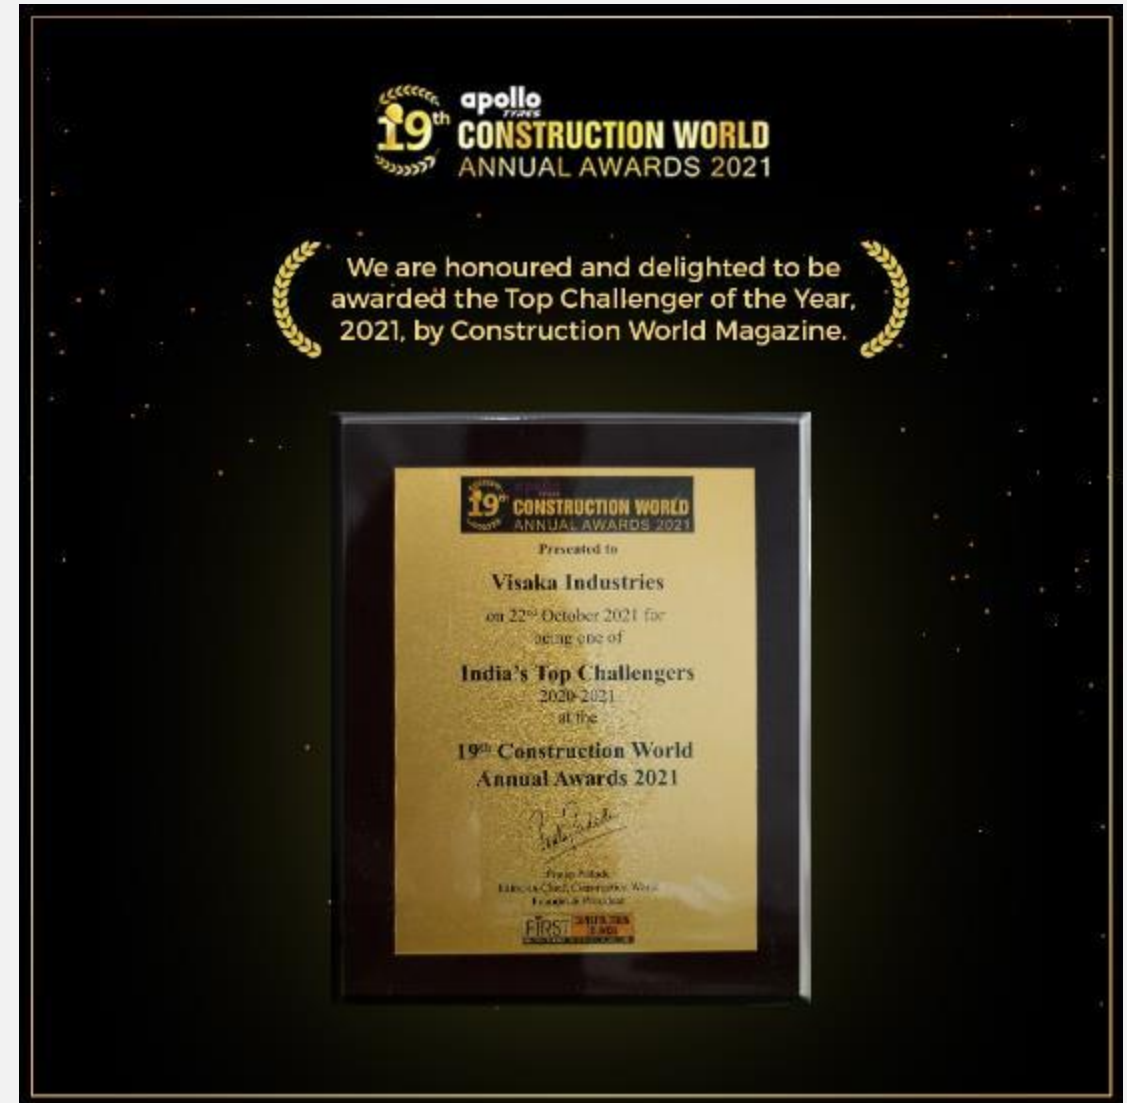 19th
apollo
TYRES
CONSTRUCTION WORLD
ANNUAL AWARDS 2021
We are honoured and delighted to be
awarded the Top Challenger of the Year,
2021, by Construction World Magazine.
19th
CONSTRUCTION WORLD
ANNUAL AWARDS 2021
Presented to
Visaka Industries
on 22nd October 2021 for
being one of
India's Top Challengers
2020-2021
at the
19th Construction World
Annual Awards 2021
Construction World
FIRST